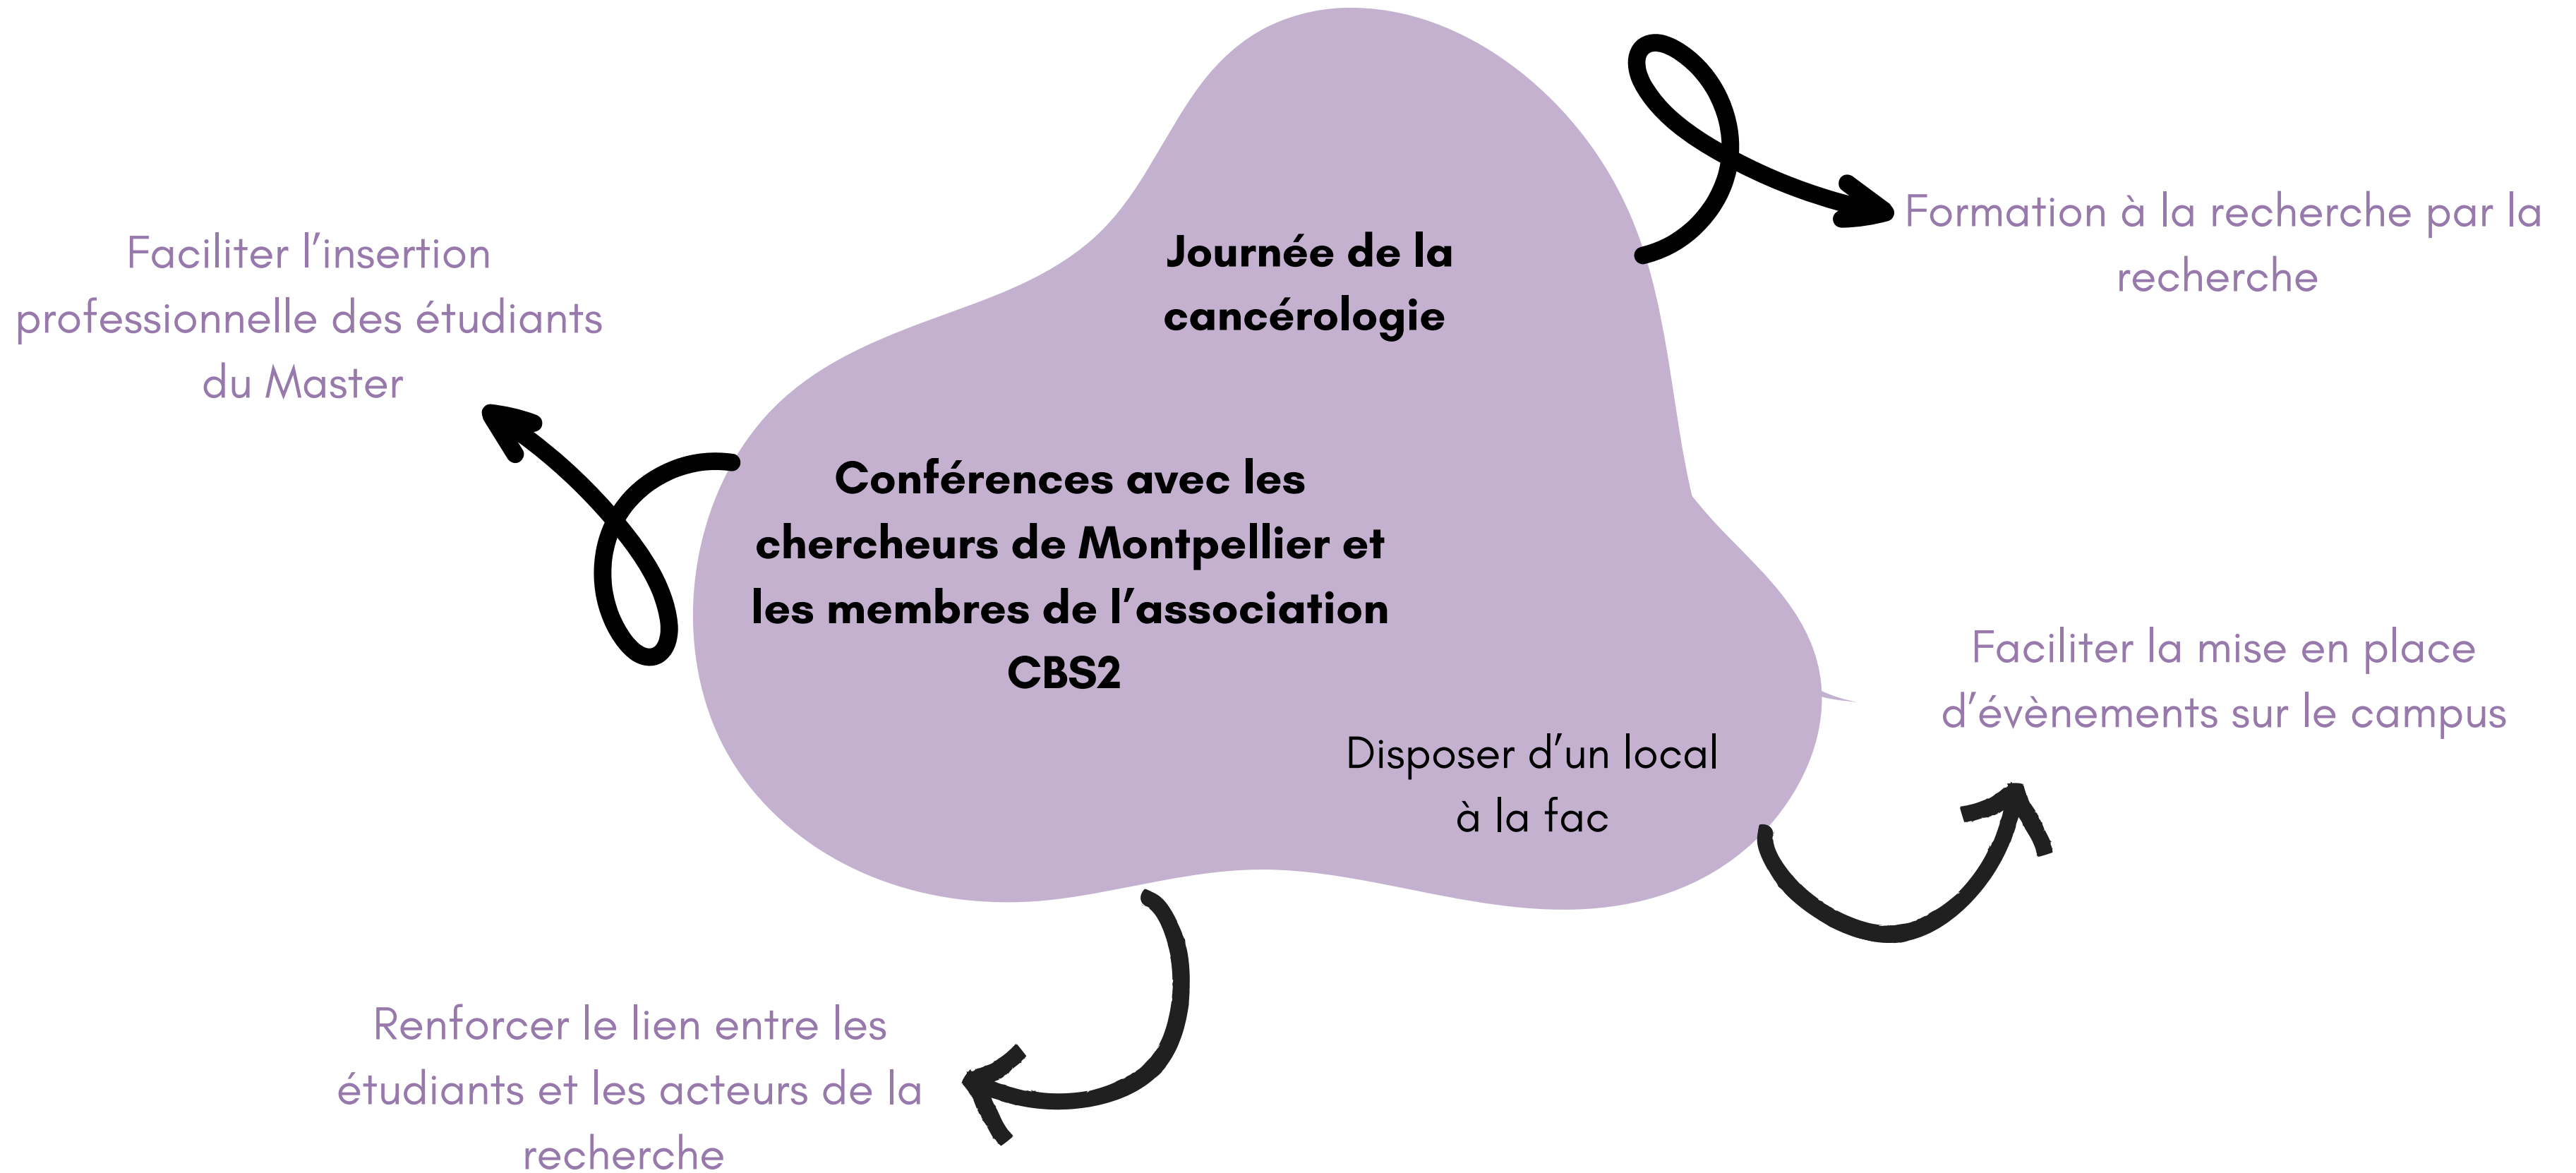 Journée de la
cancérologie
Formation à la recherche par la
recherche
Faciliter l’insertion
professionnelle des étudiants
du Master
Conférences avec les
chercheurs de Montpellier et
les membres de l’association
CBS2
Faciliter la mise en place
d’évènements sur le campus
Disposer d’un local
à la fac
Renforcer le lien entre les
étudiants et les acteurs de la
recherche